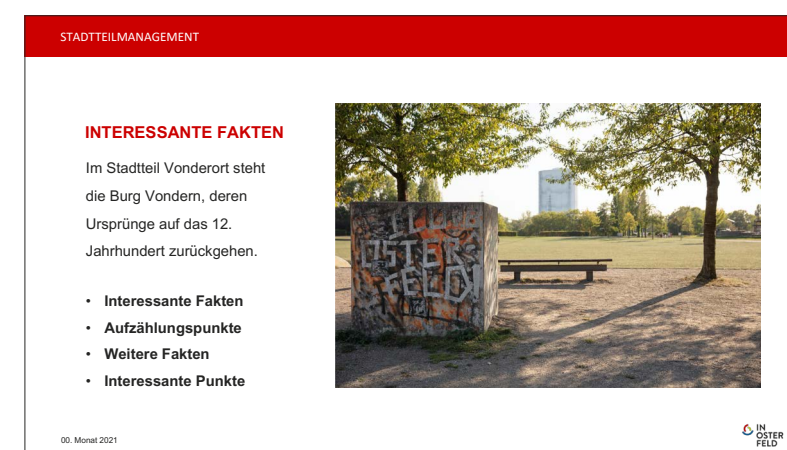 STADTTEILMANAGEMENT
INTERESSANTE FAKTEN
Im Stadtteil Vonderort steht
die Burg Vondern, deren
Ursprünge auf das 12.
Jahrhundert zurückgehen.
• Interessante Fakten
• Aufzählungspunkte
• Weitere Fakten
• Interessante Punkte
OSTER-
FELD!
00. Monat 2021
IN
OSTER
FELD